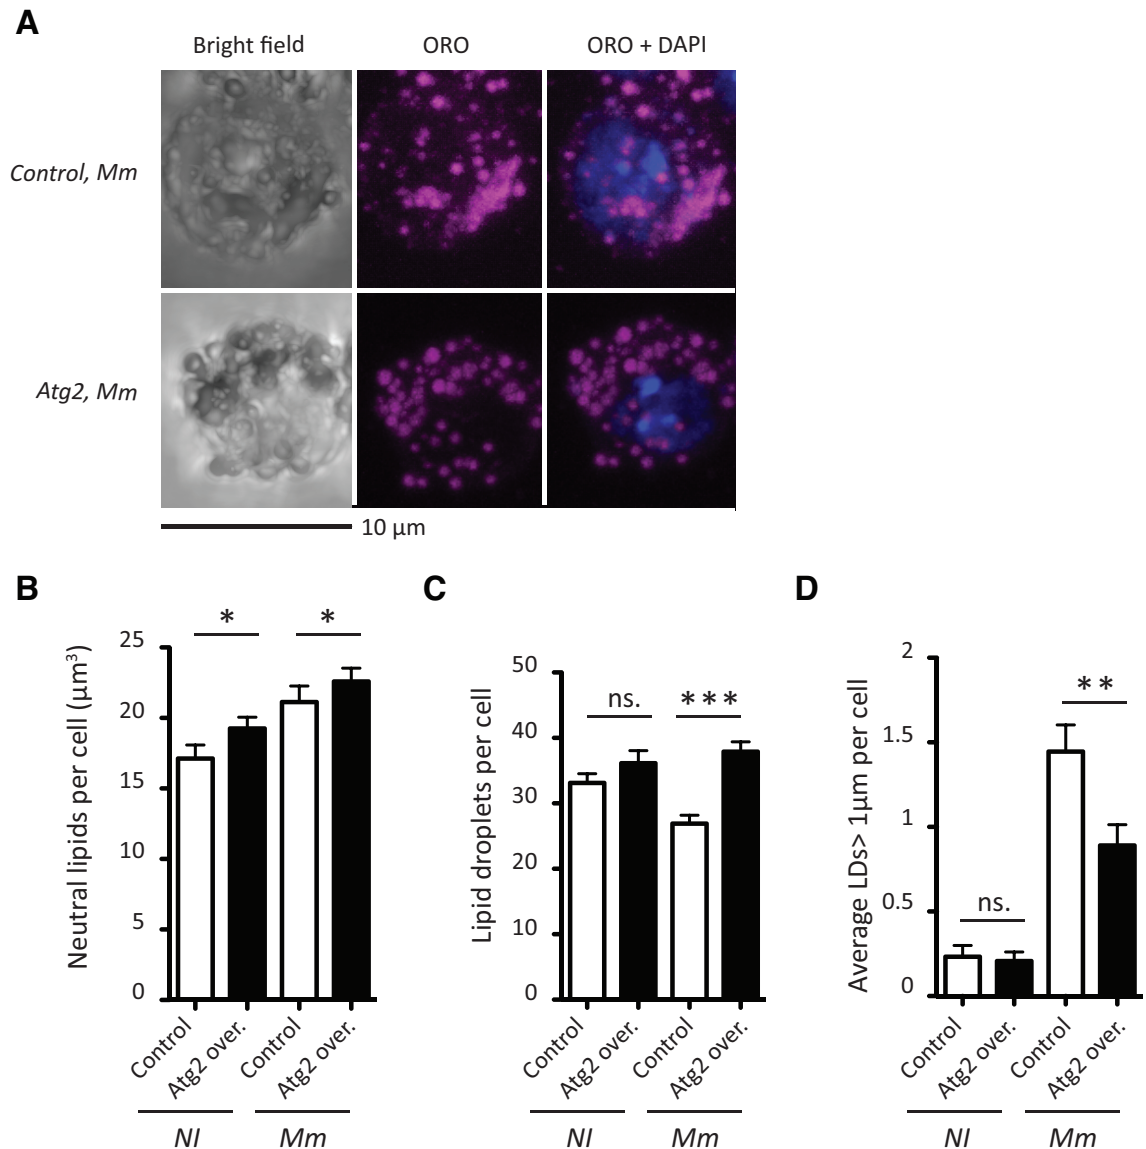 A
Bright field
ORO
ORO + DAPI
Control, Mm
Atg2, Mm
10 µm
B
C
D
Neutral lipids per cell (µm³)
25
20
15
10
5
0
*
*
Control
Atg2 over.
Control
Atg2 over.
NI
Mm
Lipid droplets per cell
50
40
30
20
10
0
ns.
***
Control
Atg2 over.
Control
Atg2 over.
NI
Mm
Average LDs> 1µm per cell
2
1.5
1
0.5
0
ns.
**
Control
Atg2 over.
Control
Atg2 over.
NI
Mm